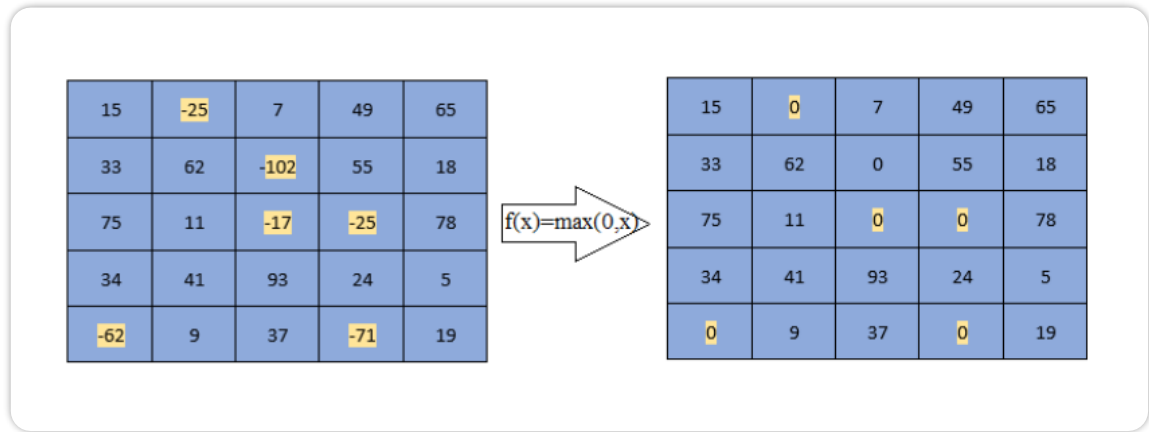 15 -25 7 49 65
33 62 -102 55 18
75 11 -17 -25 78
34 41 93 24 5
-62 9 37 -71 19
f(x)=max(0,x)
15 0 7 49 65
33 62 0 55 18
75 11 0 0 78
34 41 93 24 5
0 9 37 0 19